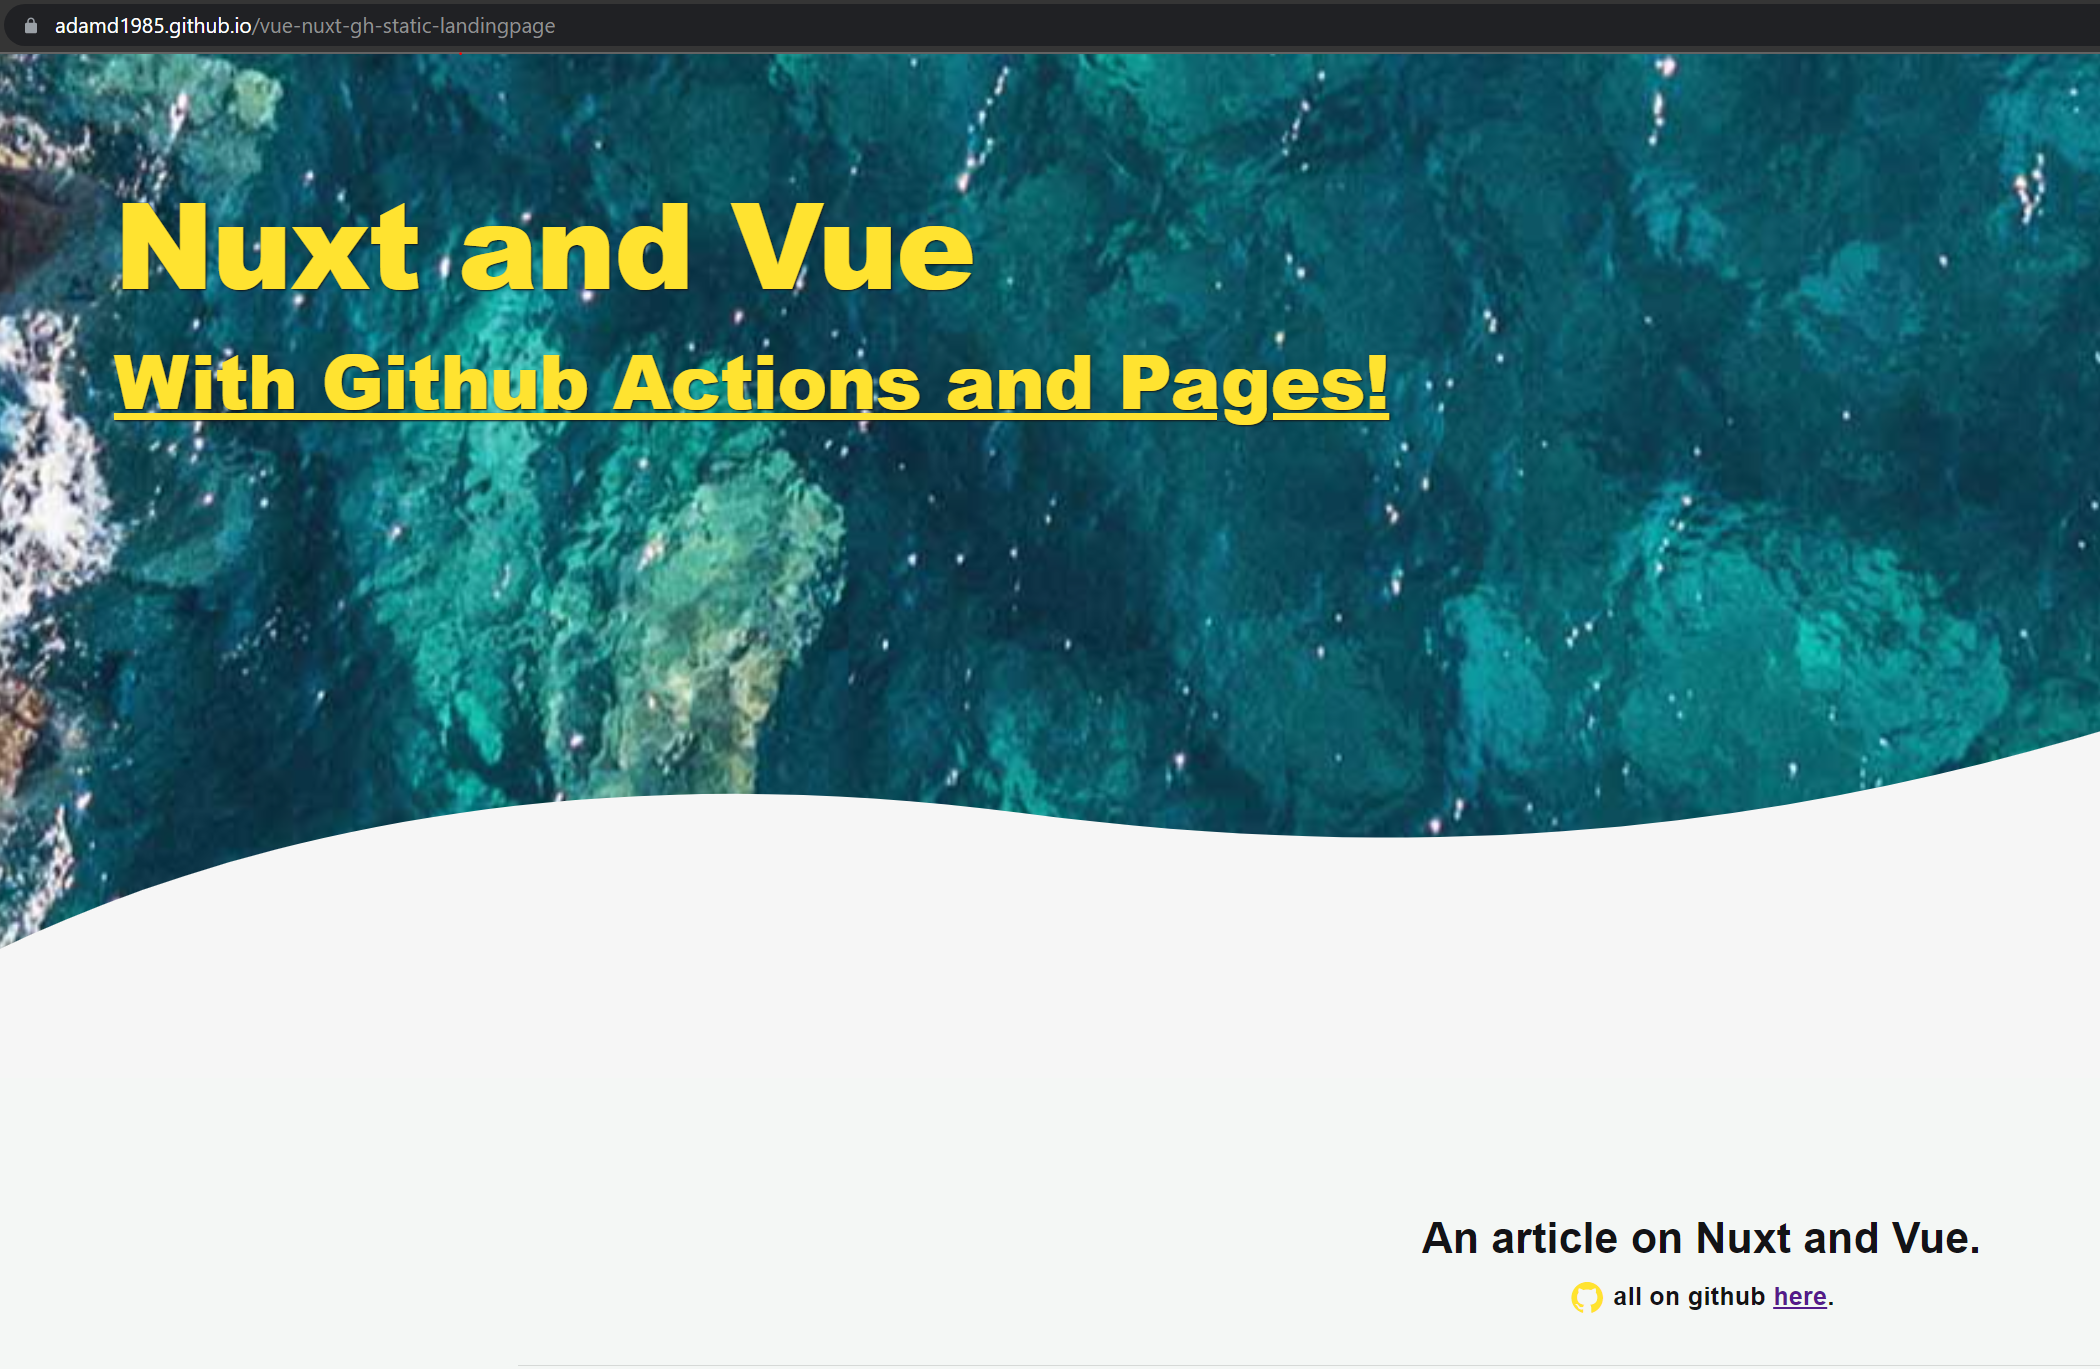 adamd1985.github.io/vue-nuxt-gh-static-landingpage
Nuxt and Vue
With Github Actions and Pages!
An article on Nuxt and Vue.
all on github here.